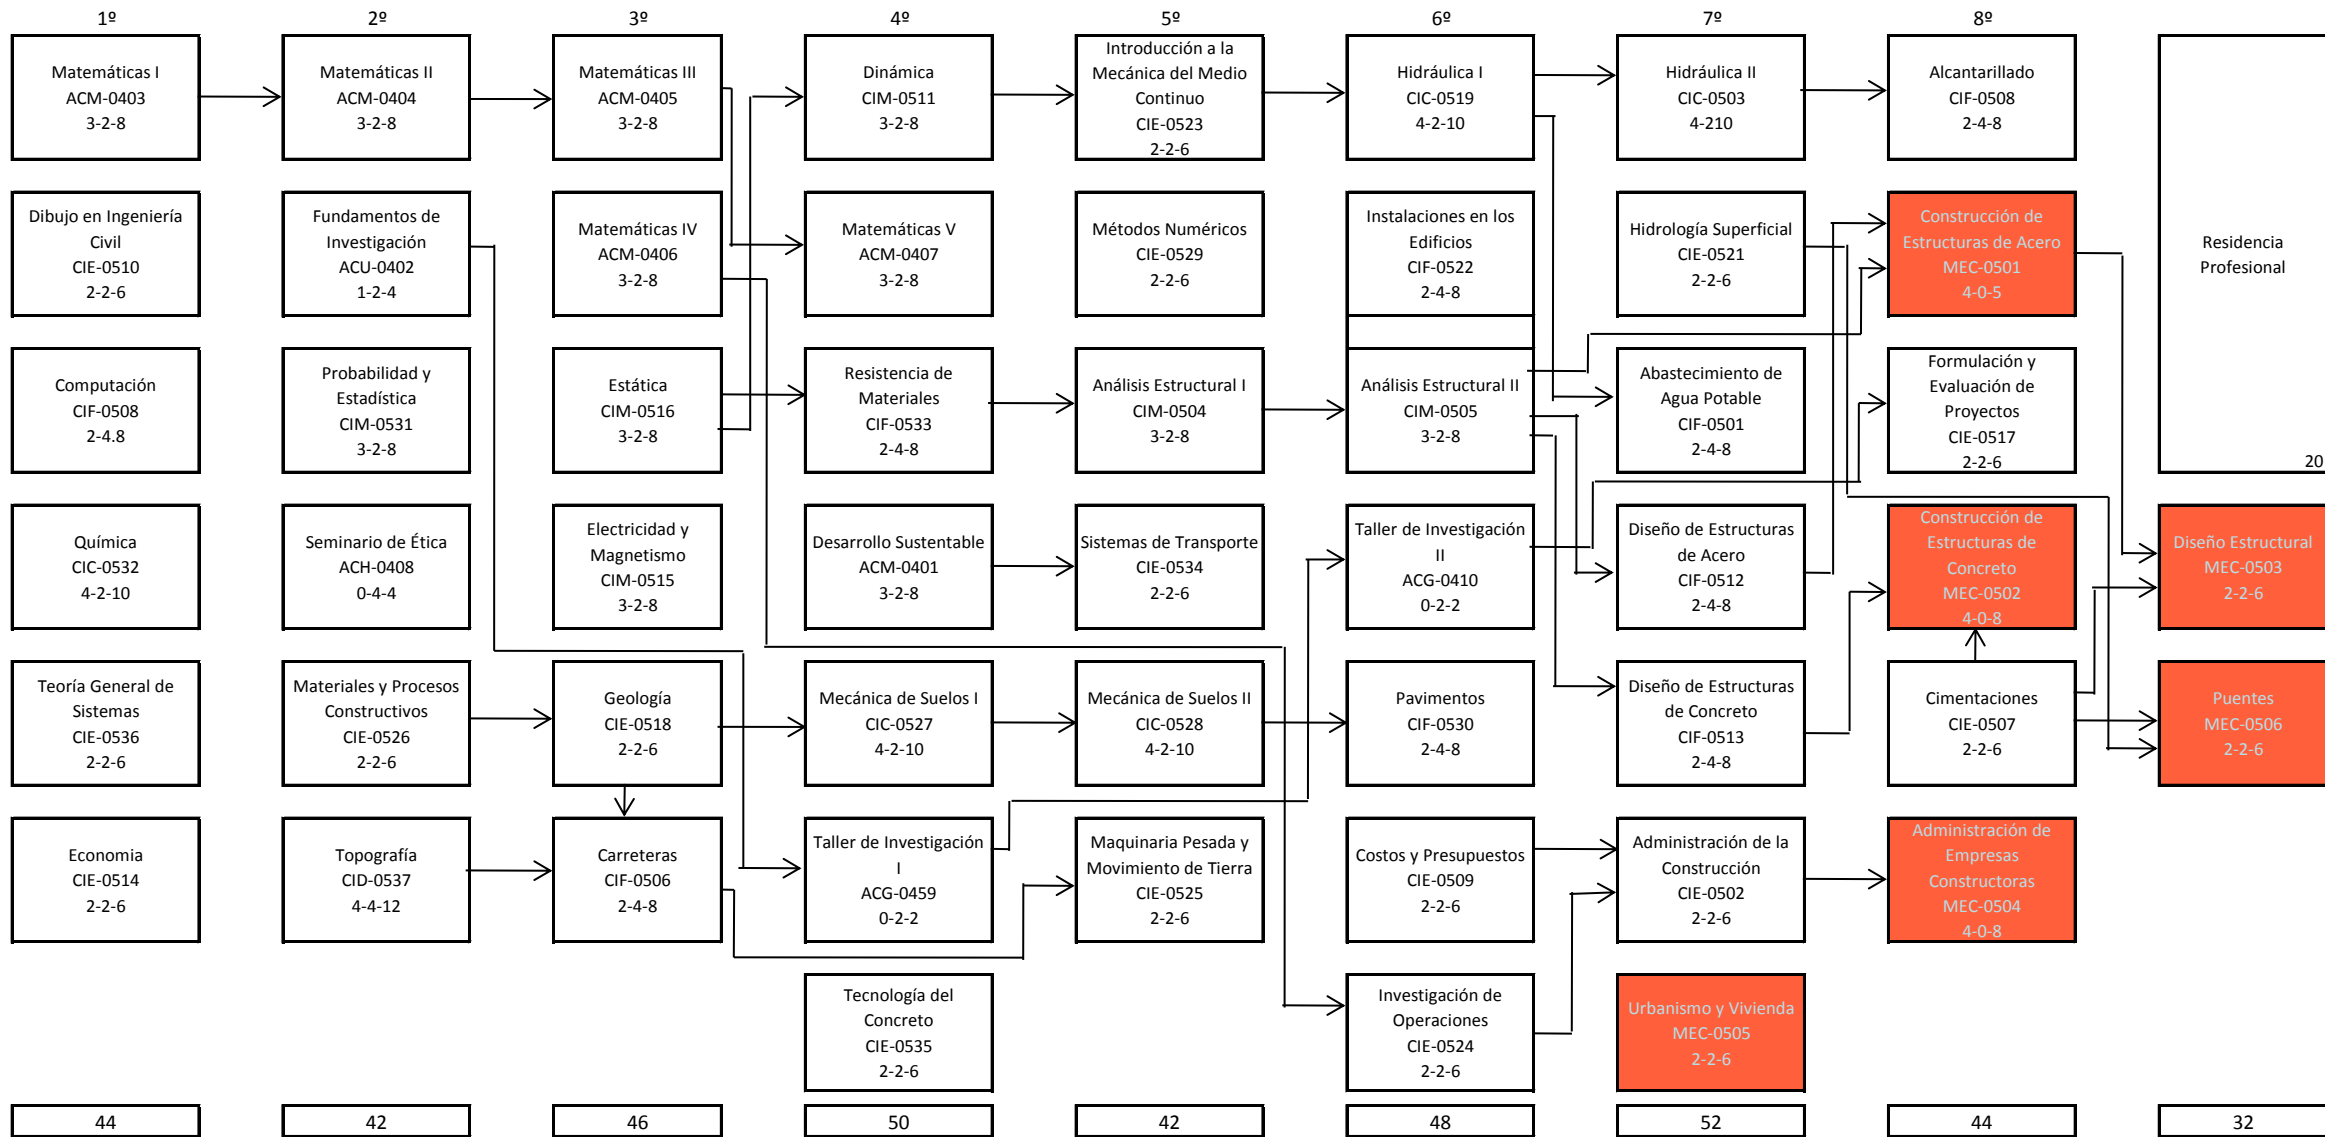 1º
2º
3º
4º
5º
6º
7º
8º
Matemáticas I
ACM-0403
3-2-8
Matemáticas II
ACM-0404
3-2-8
Matemáticas III
ACM-0405
3-2-8
Dinámica
CIM-0511
3-2-8
Introducción a la
Mecánica del Medio
Continuo
CIE-0523
2-2-6
Hidráulica I
CIC-0519
4-2-10
Hidráulica II
CIC-0503
4-210
Alcantarillado
CIF-0508
2-4-8
Residencia
Profesional
20
Dibujo en Ingeniería
Civil
CIE-0510
2-2-6
Fundamentos de
Investigación
ACU-0402
1-2-4
Matemáticas IV
ACM-0406
3-2-8
Matemáticas V
ACM-0407
3-2-8
Métodos Numéricos
CIE-0529
2-2-6
Instalaciones en los
Edificios
CIF-0522
2-4-8
Hidrología Superficial
CIE-0521
2-2-6
Construcción de
Estructuras de Acero
MEC-0501
4-0-5
Computación
CIF-0508
2-4.8
Probabilidad y
Estadística
CIM-0531
3-2-8
Estática
CIM-0516
3-2-8
Resistencia de
Materiales
CIF-0533
2-4-8
Análisis Estructural I
CIM-0504
3-2-8
Análisis Estructural II
CIM-0505
3-2-8
Abastecimiento de
Agua Potable
CIF-0501
2-4-8
Formulación y
Evaluación de
Proyectos
CIE-0517
2-2-6
Química
CIC-0532
4-2-10
Seminario de Ética
ACH-0408
0-4-4
Electricidad y
Magnetismo
CIM-0515
3-2-8
Desarrollo Sustentable
ACM-0401
3-2-8
Sistemas de Transporte
CIE-0534
2-2-6
Taller de Investigación
II
ACG-0410
0-2-2
Diseño de Estructuras
de Acero
CIF-0512
2-4-8
Construcción de
Estructuras de
Concreto
MEC-0502
4-0-8
Diseño Estructural
MEC-0503
2-2-6
Teoría General de
Sistemas
CIE-0536
2-2-6
Materiales y Procesos
Constructivos
CIE-0526
2-2-6
Geología
CIE-0518
2-2-6
Mecánica de Suelos I
CIC-0527
4-2-10
Mecánica de Suelos II
CIC-0528
4-2-10
Pavimentos
CIF-0530
2-4-8
Diseño de Estructuras
de Concreto
CIF-0513
2-4-8
Cimentaciones
CIE-0507
2-2-6
Puentes
MEC-0506
2-2-6
Economia
CIE-0514
2-2-6
Topografía
CID-0537
4-4-12
Carreteras
CIF-0506
2-4-8
Taller de Investigación
I
ACG-0459
0-2-2
Maquinaria Pesada y
Movimiento de Tierra
CIE-0525
2-2-6
Costos y Presupuestos
CIE-0509
2-2-6
Administración de la
Construcción
CIE-0502
2-2-6
Administración de
Empresas
Constructoras
MEC-0504
4-0-8
Tecnología del
Concreto
CIE-0535
2-2-6
Investigación de
Operaciones
CIE-0524
2-2-6
Urbanismo y Vivienda
MEC-0505
2-2-6
44
42
46
50
42
48
52
44
32